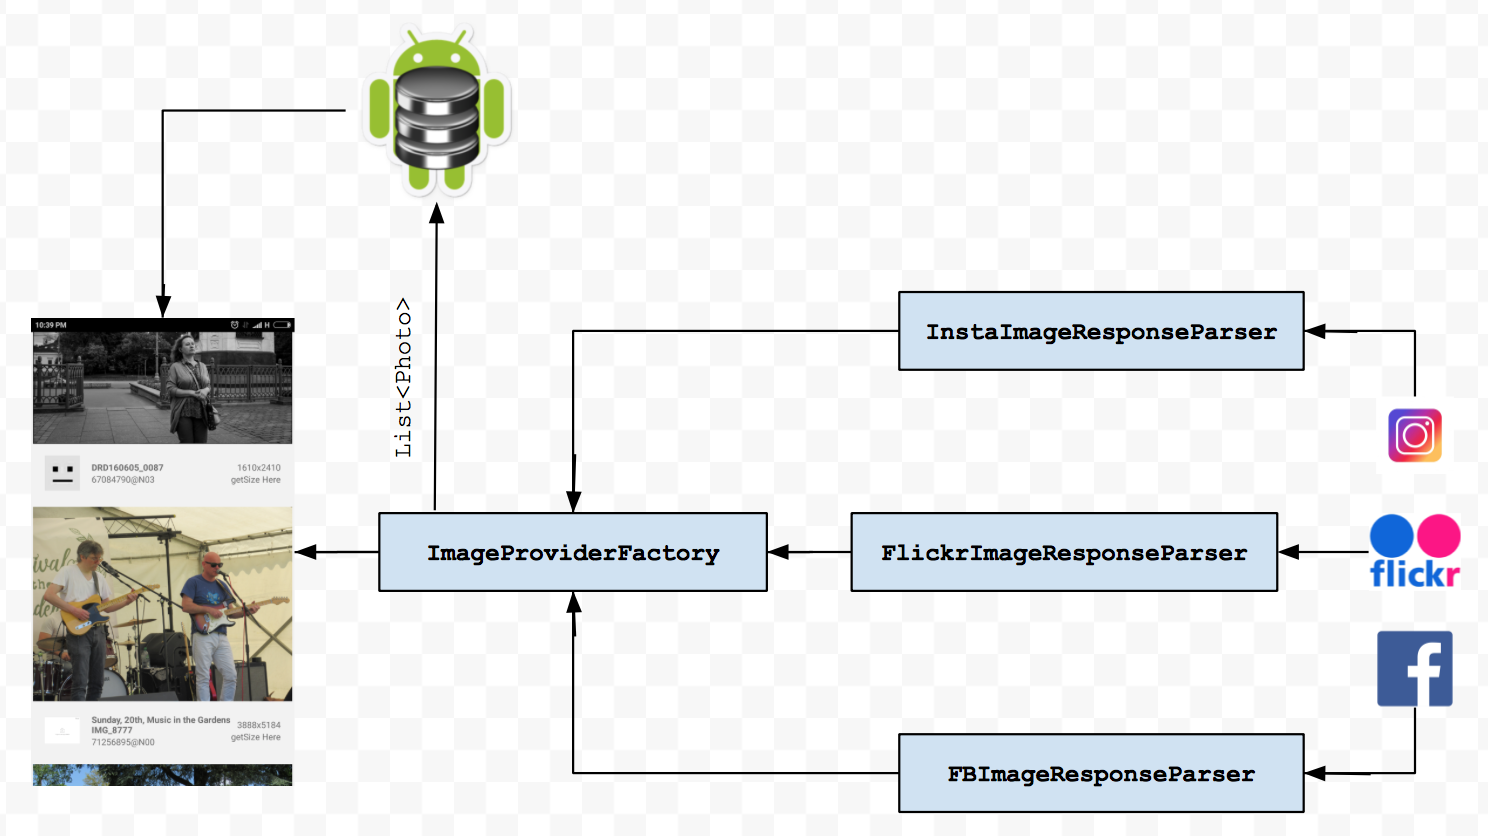 List<Photo>
10:39 PM
H
InstaImageResponseParser
DRD160605_0087
1610x2410
67084790@N03
getSize Here
ImageProviderFactory
FlickrImageResponseParser
flickr
f
Sunday, 20th, Music in the Gardens
IMG_8777
3888x5184
71256895@N00
getSize Here
FBImageResponseParser